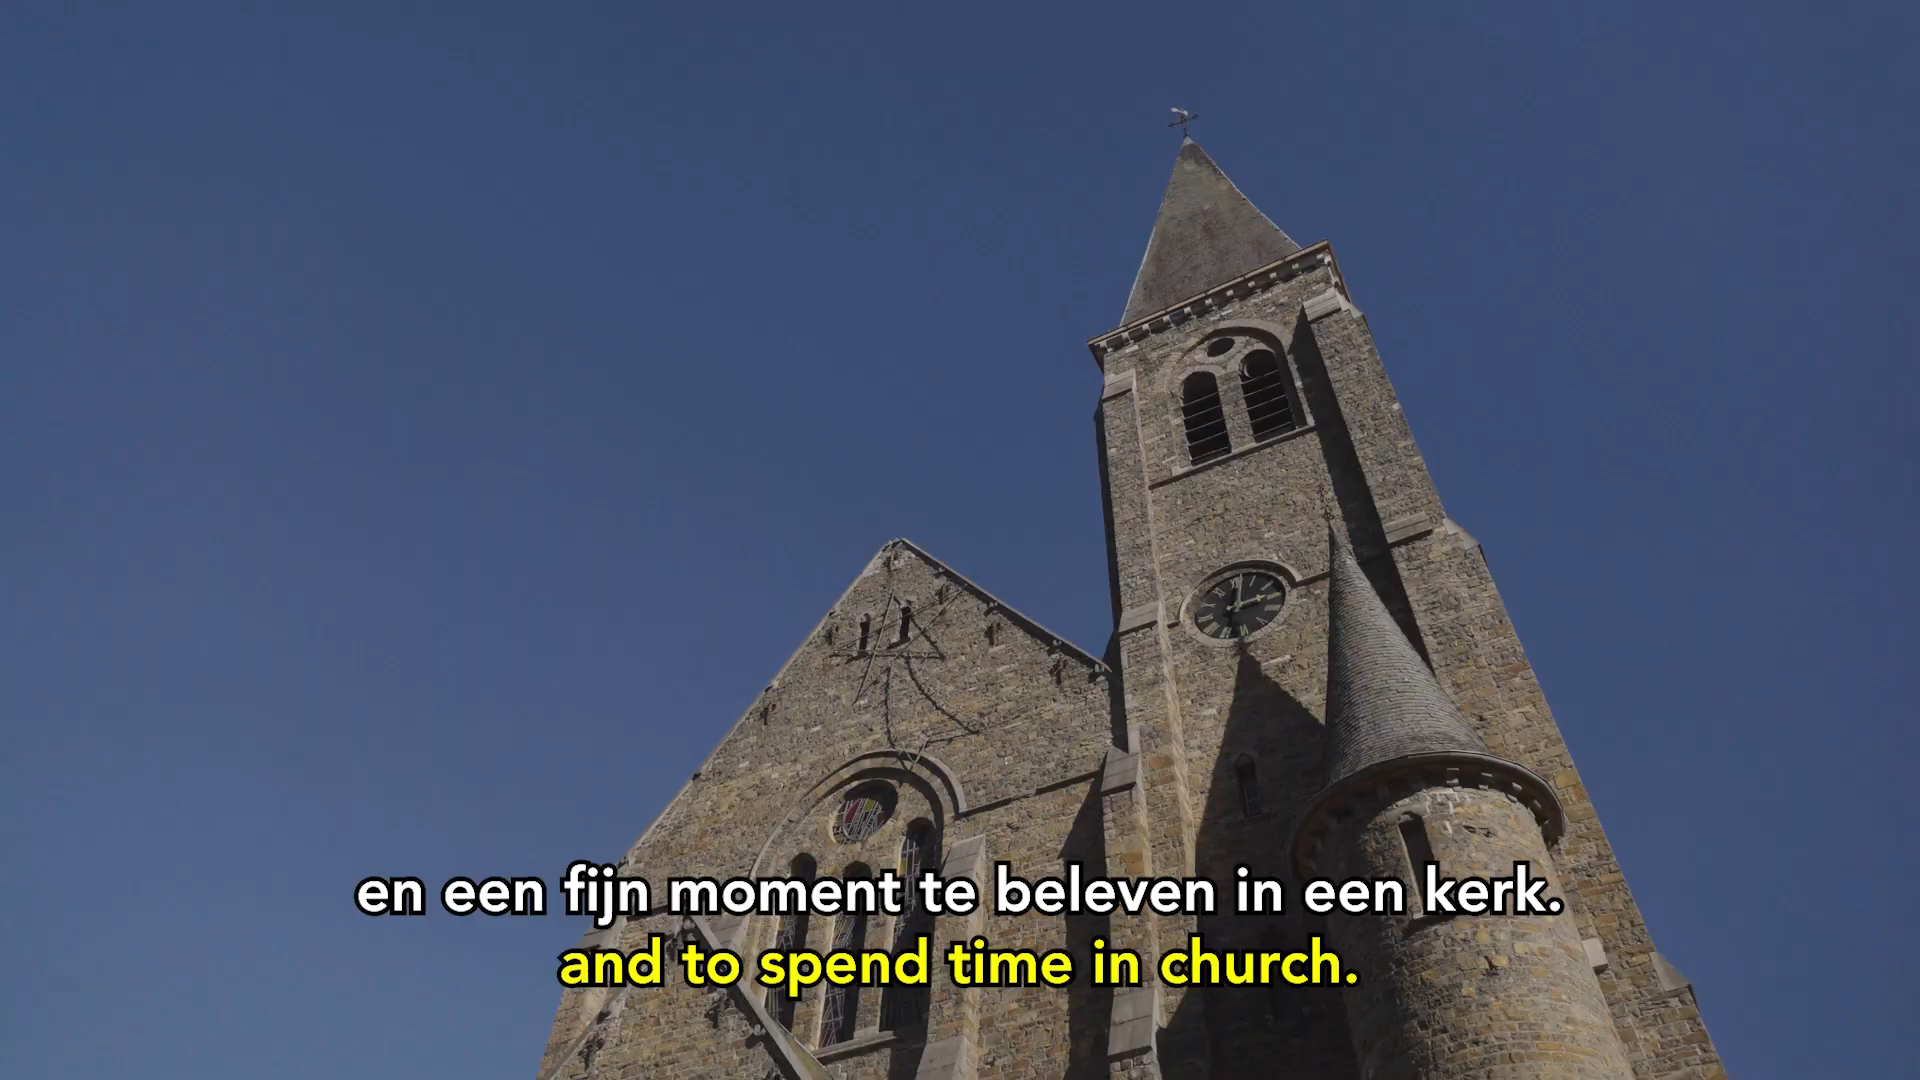 en een fijn moment te beleven in een kerk.
and to spend time in church.